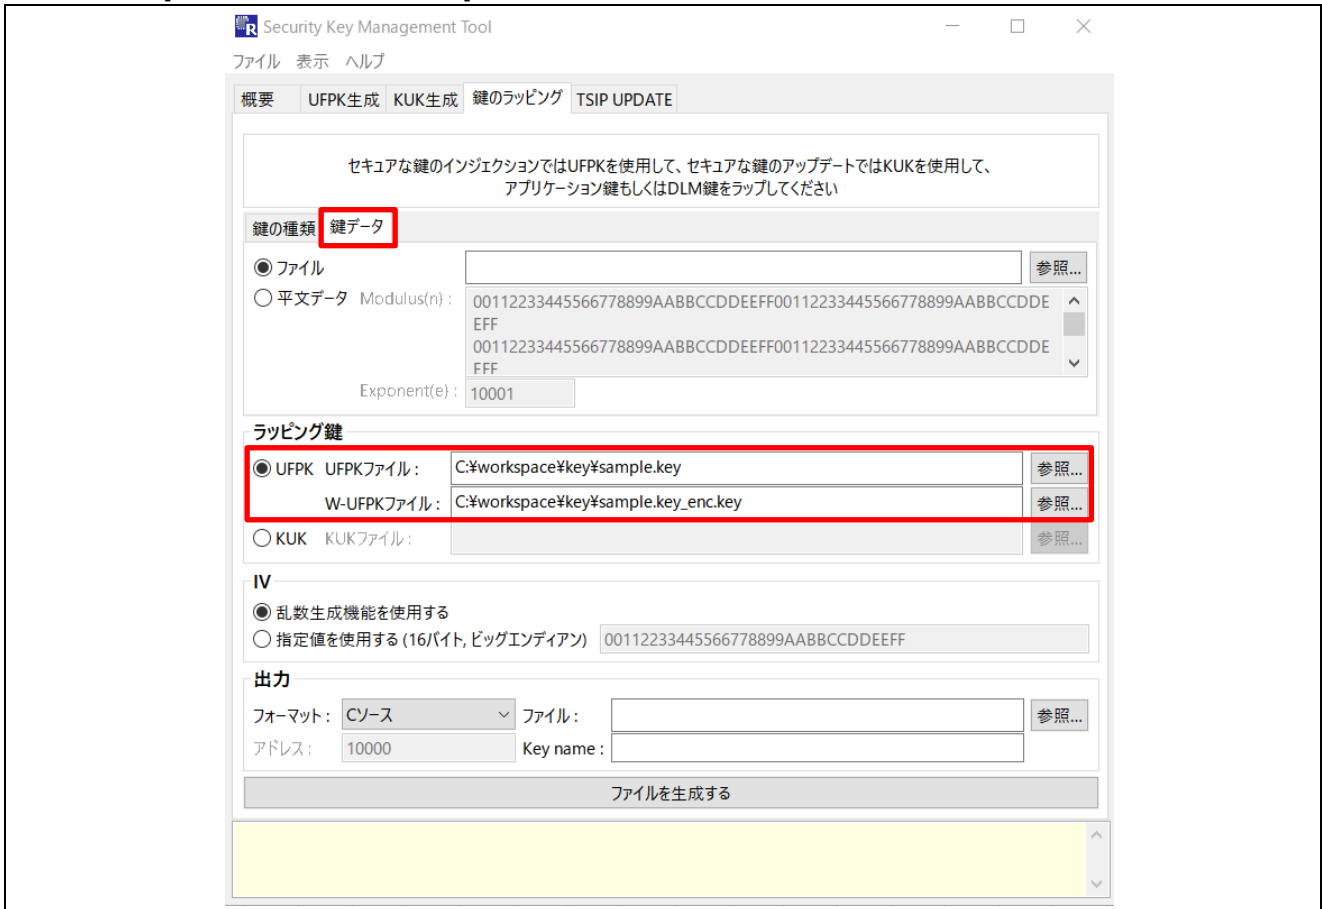 Security Key Management Tool
ファイル 表示 ヘルプ
概要 UFPK生成 KUK生成 鍵のラッピング TSIP UPDATE
セキュアな鍵のインジェクションではUFPKを使用して、セキュアな鍵のアップデートではKUKを使用して、
アプリケーション鍵もしくはDLM鍵をラップしてください
鍵の種類 鍵データ
ファイル 参照...
平文データ Modulus(n) : 00112233445566778899AABBCCDDEEFF00112233445566778899AABBCCDDE
EFF
00112233445566778899AABBCCDDEEFF00112233445566778899AABBCCDDE
EFF
Exponent(e) : 10001
ラッピング鍵
UFPK UFPKファイル : C:¥workspace¥key¥sample.key 参照...
W-UFPKファイル : C:¥workspace¥key¥sample.key_enc.key 参照...
KUK KUKファイル : 参照...
IV
乱数生成機能を使用する
指定値を使用する (16バイト, ビッグエンディアン) 00112233445566778899AABBCCDDEEFF
出力
フォーマット : Cソース ファイル : 参照...
アドレス : 10000 Key name :
ファイルを生成する